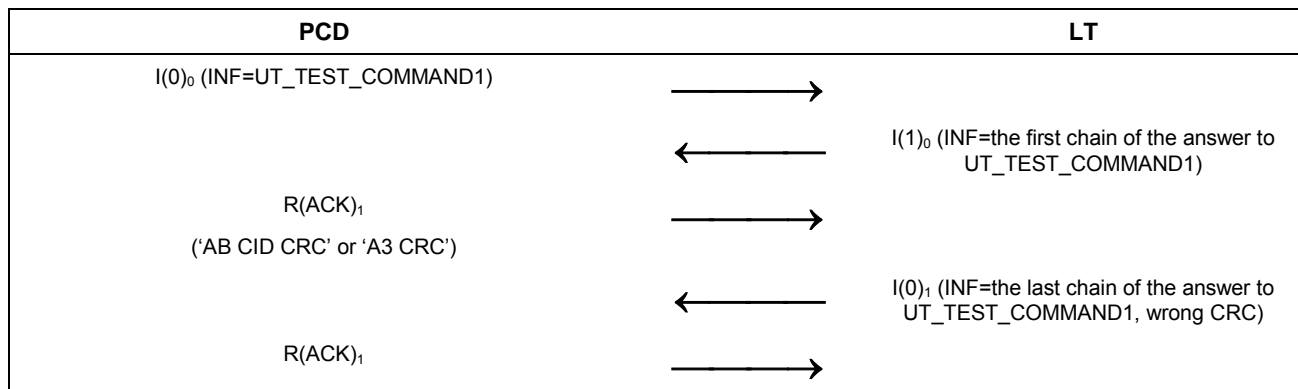 PCD LT
I(0)₀ (INF=UT_TEST_COMMAND1)
I(1)₀ (INF=the first chain of the answer to
UT_TEST_COMMAND1)
R(ACK)₁
(‘AB CID CRC’ or ‘A3 CRC’)
I(0)₁ (INF=the last chain of the answer to
UT_TEST_COMMAND1, wrong CRC)
R(ACK)₁